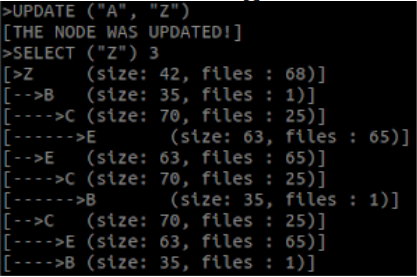 >UPDATE ("A", "Z")
[THE NODE WAS UPDATED!]
>SELECT ("Z") 3
[>Z     (size: 42, files : 68)]
[-->B   (size: 35, files : 1)]
[---->C (size: 70, files : 25)]
[------>E       (size: 63, files : 65)]
[-->E   (size: 63, files : 65)]
[---->C (size: 70, files : 25)]
[------>B       (size: 35, files : 1)]
[-->C   (size: 70, files : 25)]
[---->E (size: 63, files : 65)]
[---->B (size: 35, files : 1)]